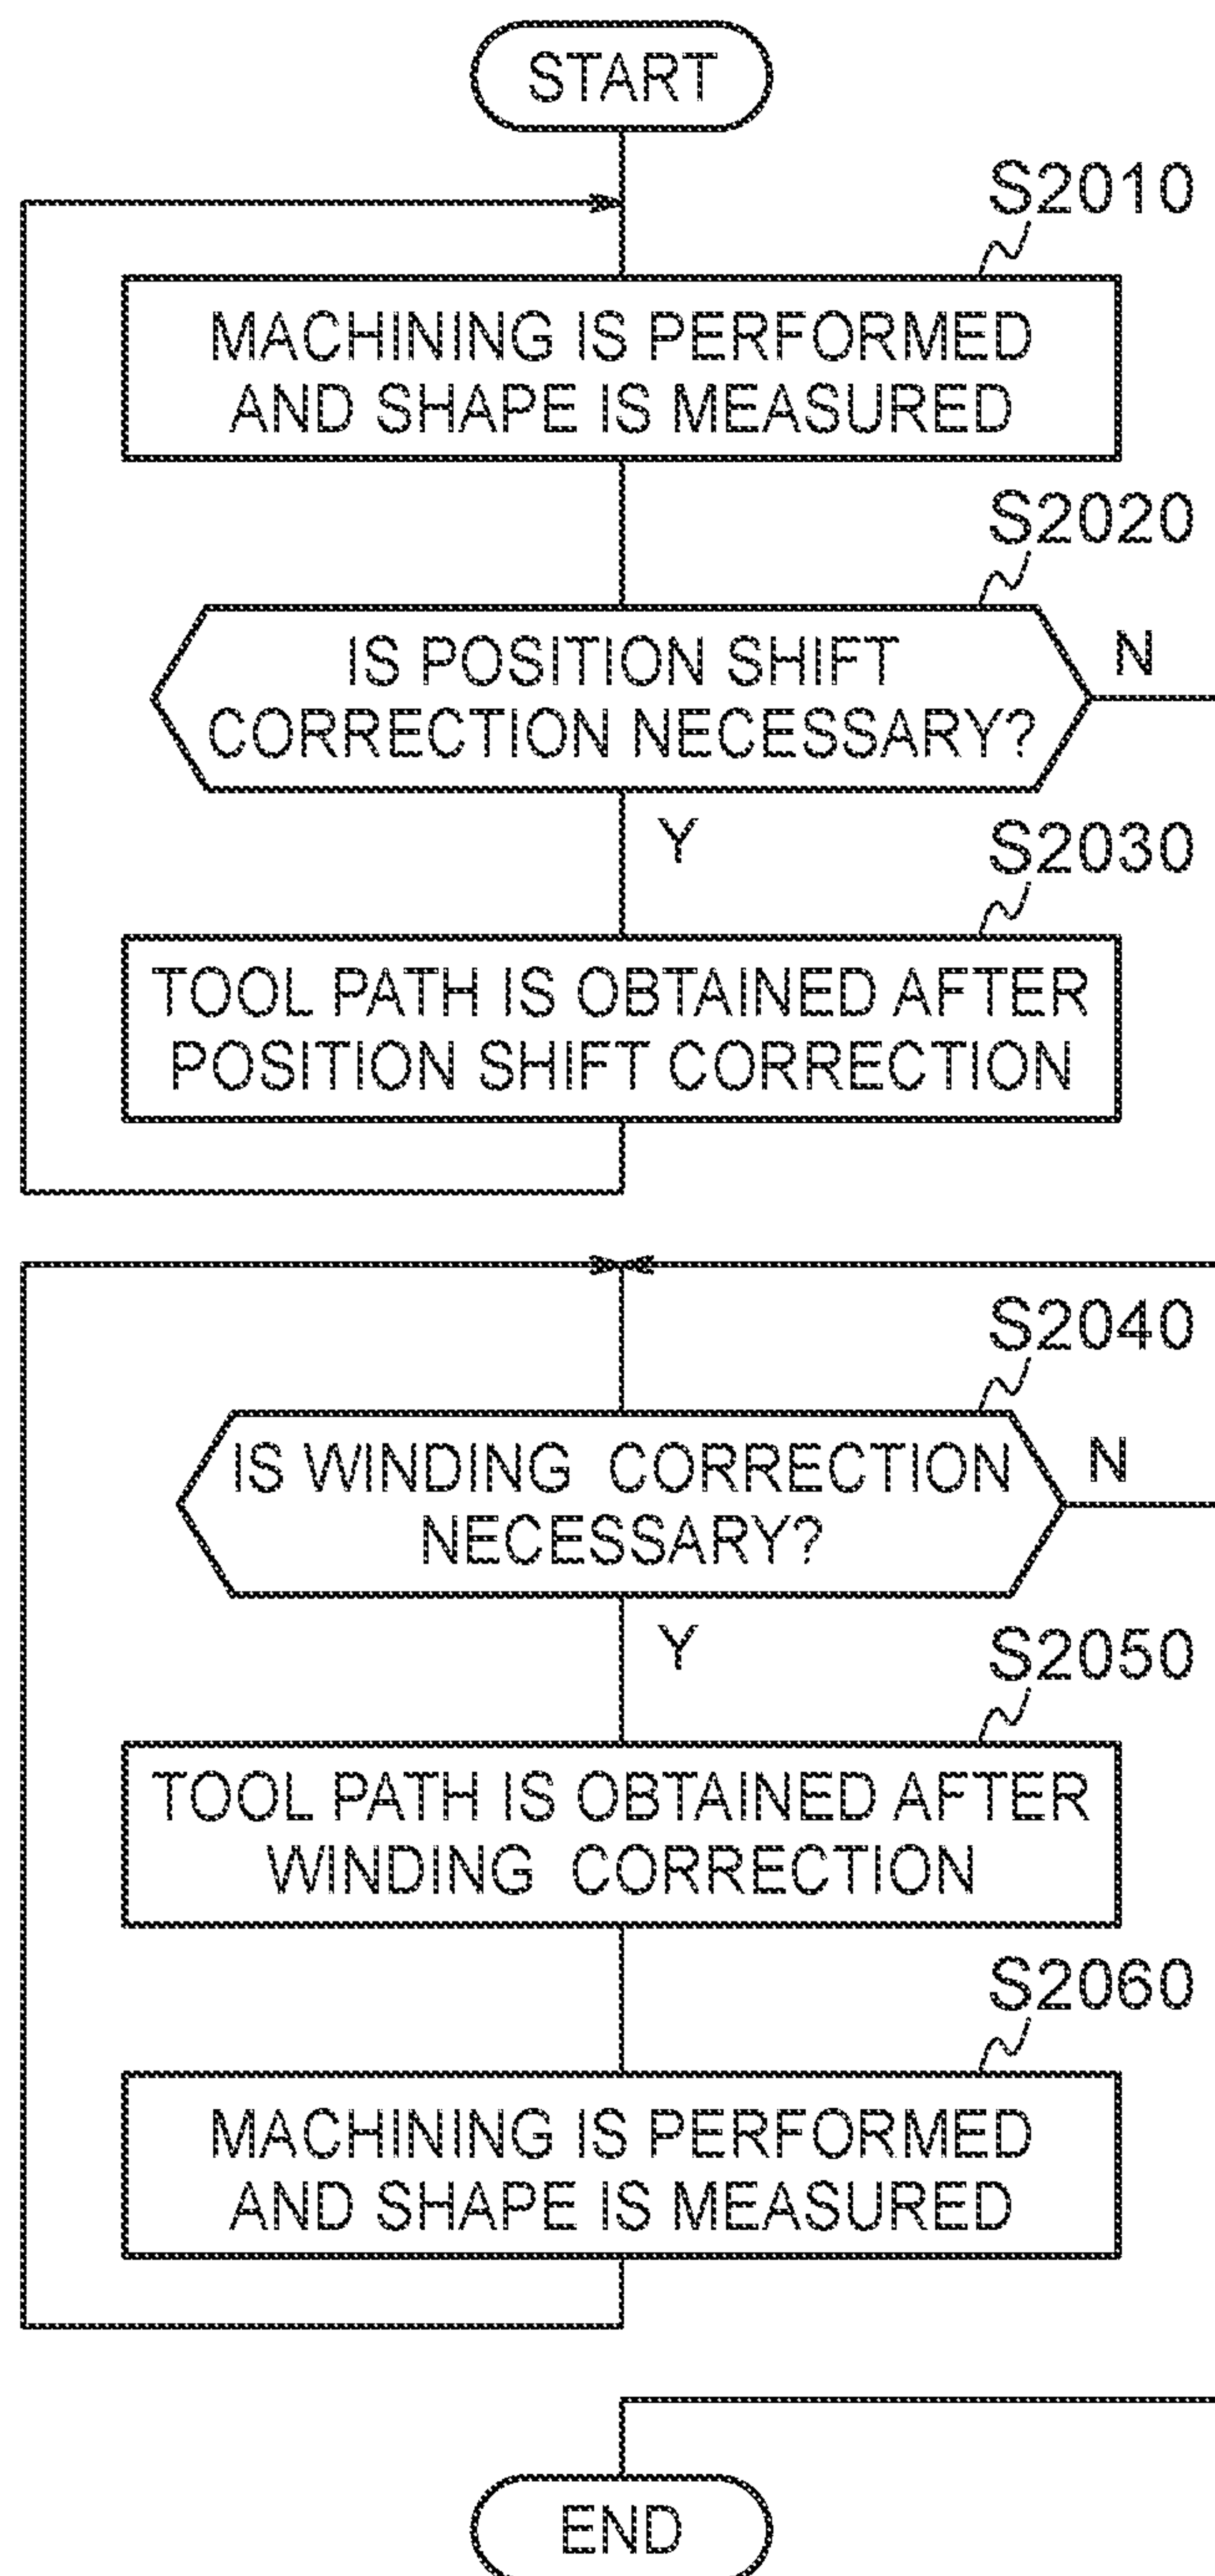 START
S2010
MACHINING IS PERFORMED
AND SHAPE IS MEASURED
S2020
IS POSITION SHIFT
CORRECTION NECESSARY?
N
Y
S2030
TOOL PATH IS OBTAINED AFTER
POSITION SHIFT CORRECTION
S2040
IS WINDING CORRECTION
NECESSARY?
N
Y
S2050
TOOL PATH IS OBTAINED AFTER
WINDING CORRECTION
S2060
MACHINING IS PERFORMED
AND SHAPE IS MEASURED
END